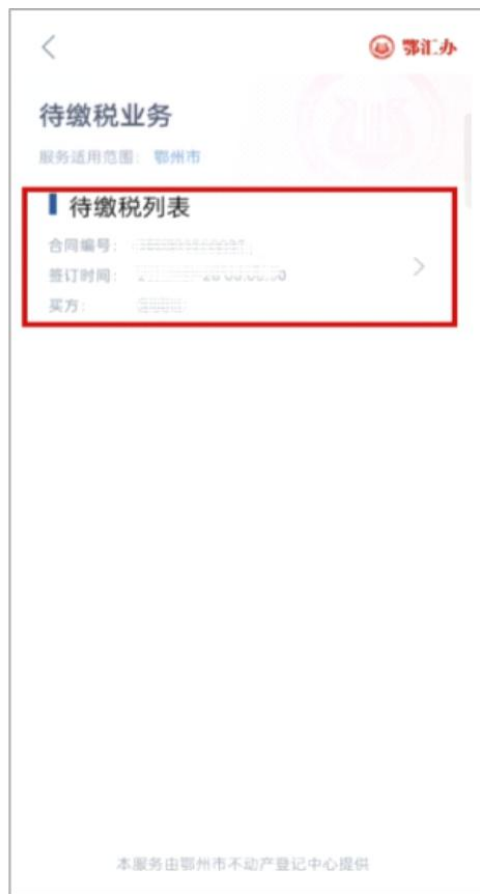 鄂汇办
待缴税业务
服务适用范围: 鄂州市
待缴税列表
合同编号:
签订时间:
买方:
本服务由鄂州市不动产登记中心提供